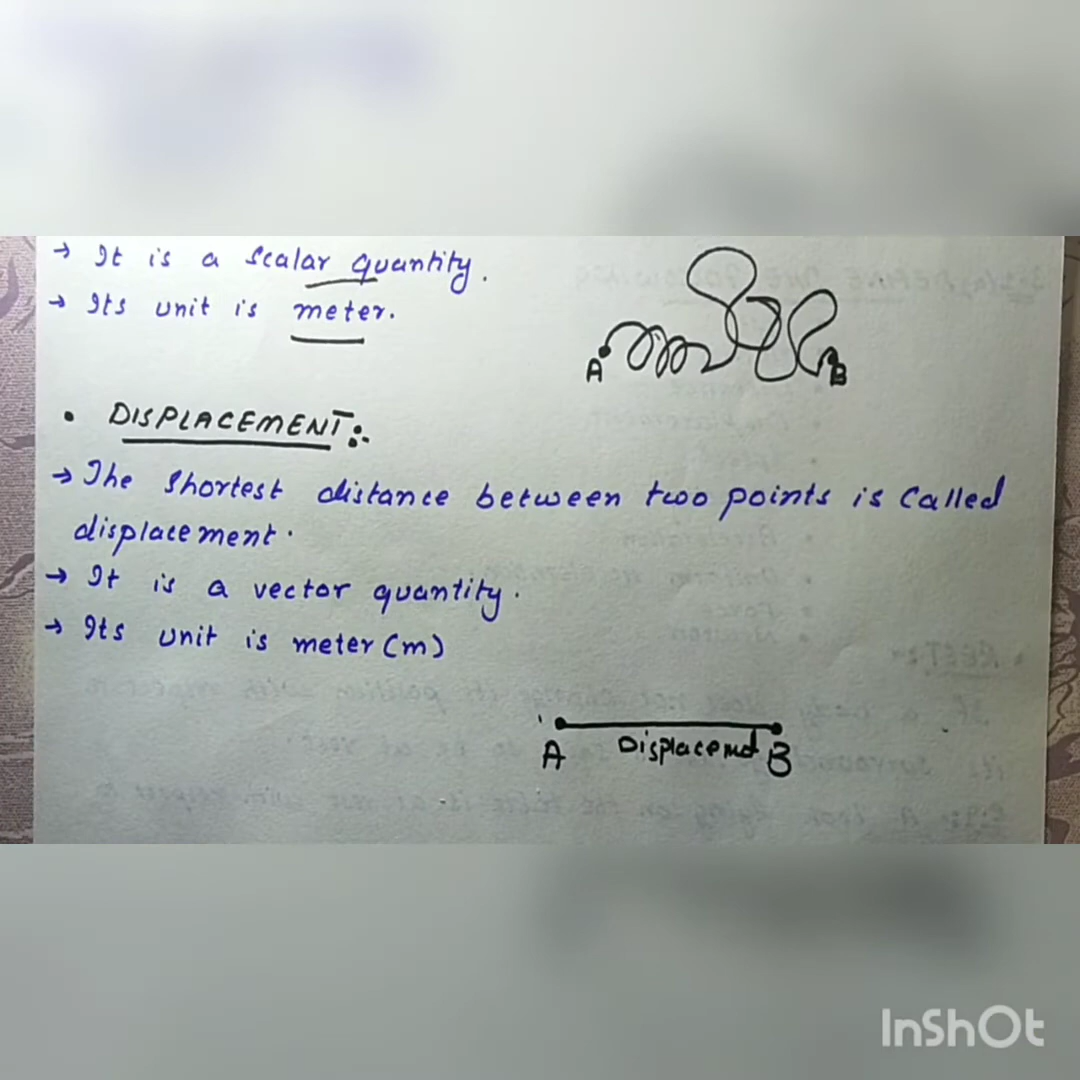 → It is a scalar quantity.
→ Its unit is meter.
A B
• DISPLACEMENT:-
→ The shortest distance between two points is called
displacement.
→ It is a vector quantity.
→ Its unit is meter (m)
A Displacemd B
InShOt